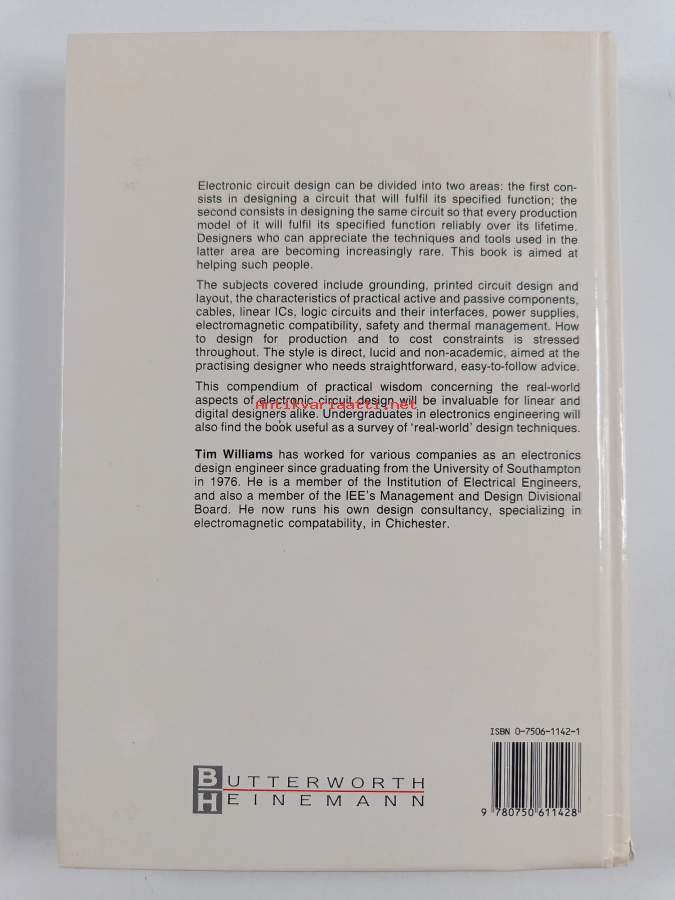 Electronic circuit design can be divided into two areas: the first con-
sists in designing a circuit that will fulfil its specified function; the
second consists in designing the same circuit so that every production
model of it will fulfil its specified function reliably over its lifetime.
Designers who can appreciate the techniques and tools used in the
latter area are becoming increasingly rare. This book is aimed at
helping such people.
The subjects covered include grounding, printed circuit design and
layout, the characteristics of practical active and passive components,
cables, linear ICs, logic circuits and their interfaces, power supplies,
electromagnetic compatibility, safety and thermal management. How
to design for production and to cost constraints is stressed
throughout. The style is direct, lucid and non-academic, aimed at the
practising designer who needs straightforward, easy-to-follow advice.
This compendium of practical wisdom concerning the real-world
aspects of electronic circuit design will be invaluable for linear and
Antikvariaatti.net
digital designers alike. Undergraduates in electronics engineering will
also find the book useful as a survey of ‘real-world’ design techniques.
Tim Williams has worked for various companies as an electronics
design engineer since graduating from the University of Southampton
in 1976. He is a member of the Institution of Electrical Engineers,
and also a member of the IEE's Management and Design Divisional
Board. He now runs his own design consultancy, specializing in
electromagnetic compatability, in Chichester.
ISBN 0-7506-1142-1
9 780750 611428
BUTTERWORTH
HEINEMANN